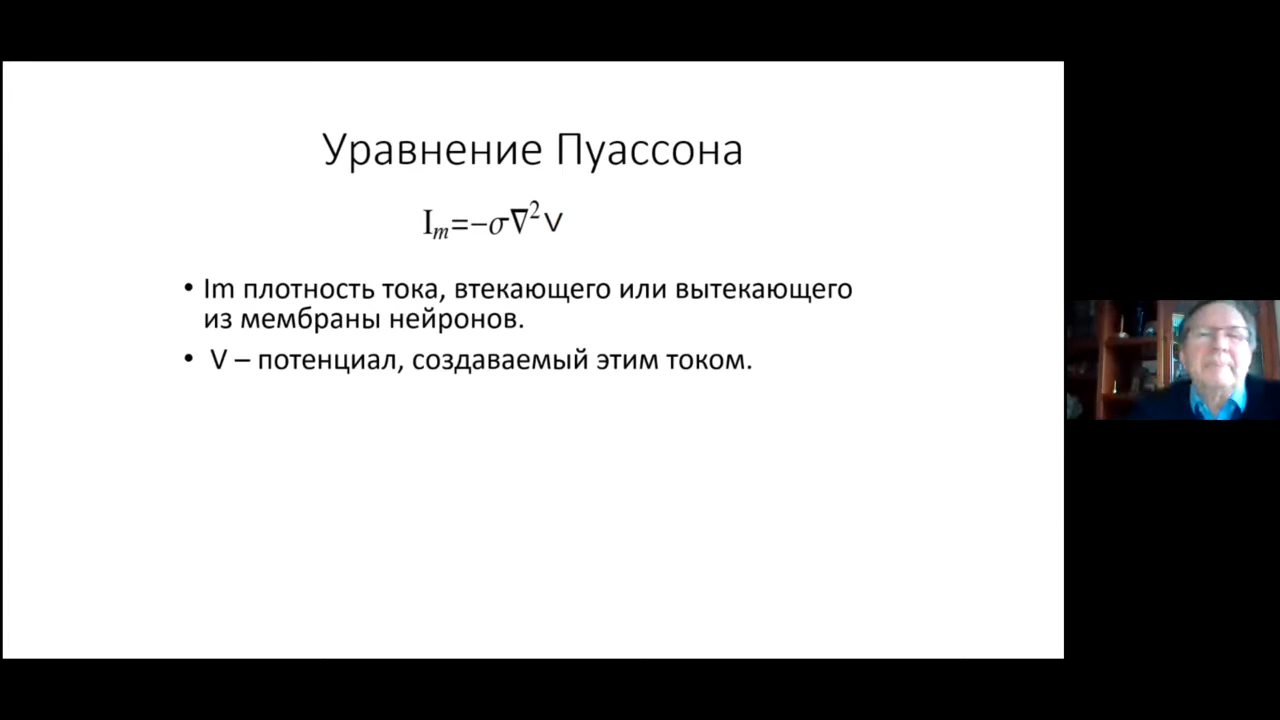 Уравнение Пуассона
Iₘ=−σ∇²V
• Im плотность тока, втекающего или вытекающего
из мембраны нейронов.
• V – потенциал, создаваемый этим током.